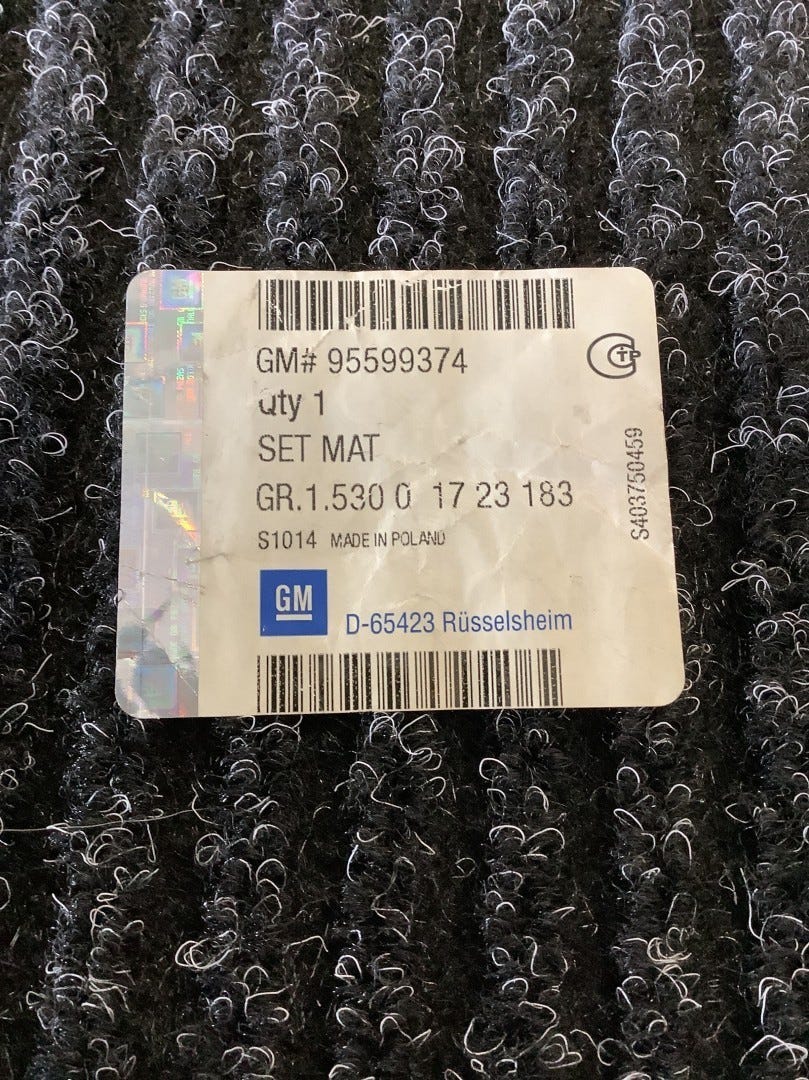 GM# 95599374
Qty 1
SET MAT
GR.1.530 0 17 23 183
S1014 MADE IN POLAND
GM D-65423 Rüsselsheim
S403750459